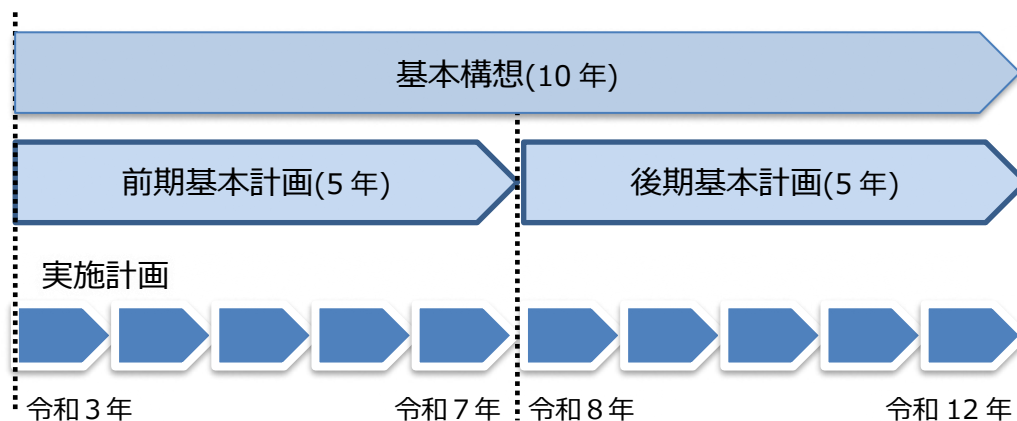 基本構想(10 年)
前期基本計画(5 年)
後期基本計画(5 年)
実施計画
令和３年
令和７年
令和８年
令和 12 年